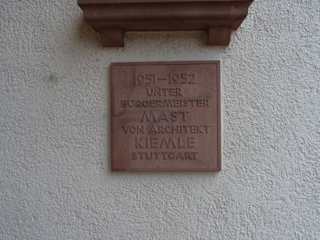 1951-1952
UNTER
BÜRGERMEISTER
MAST
VON ARCHITEKT
KIEMLE
STUTTGART